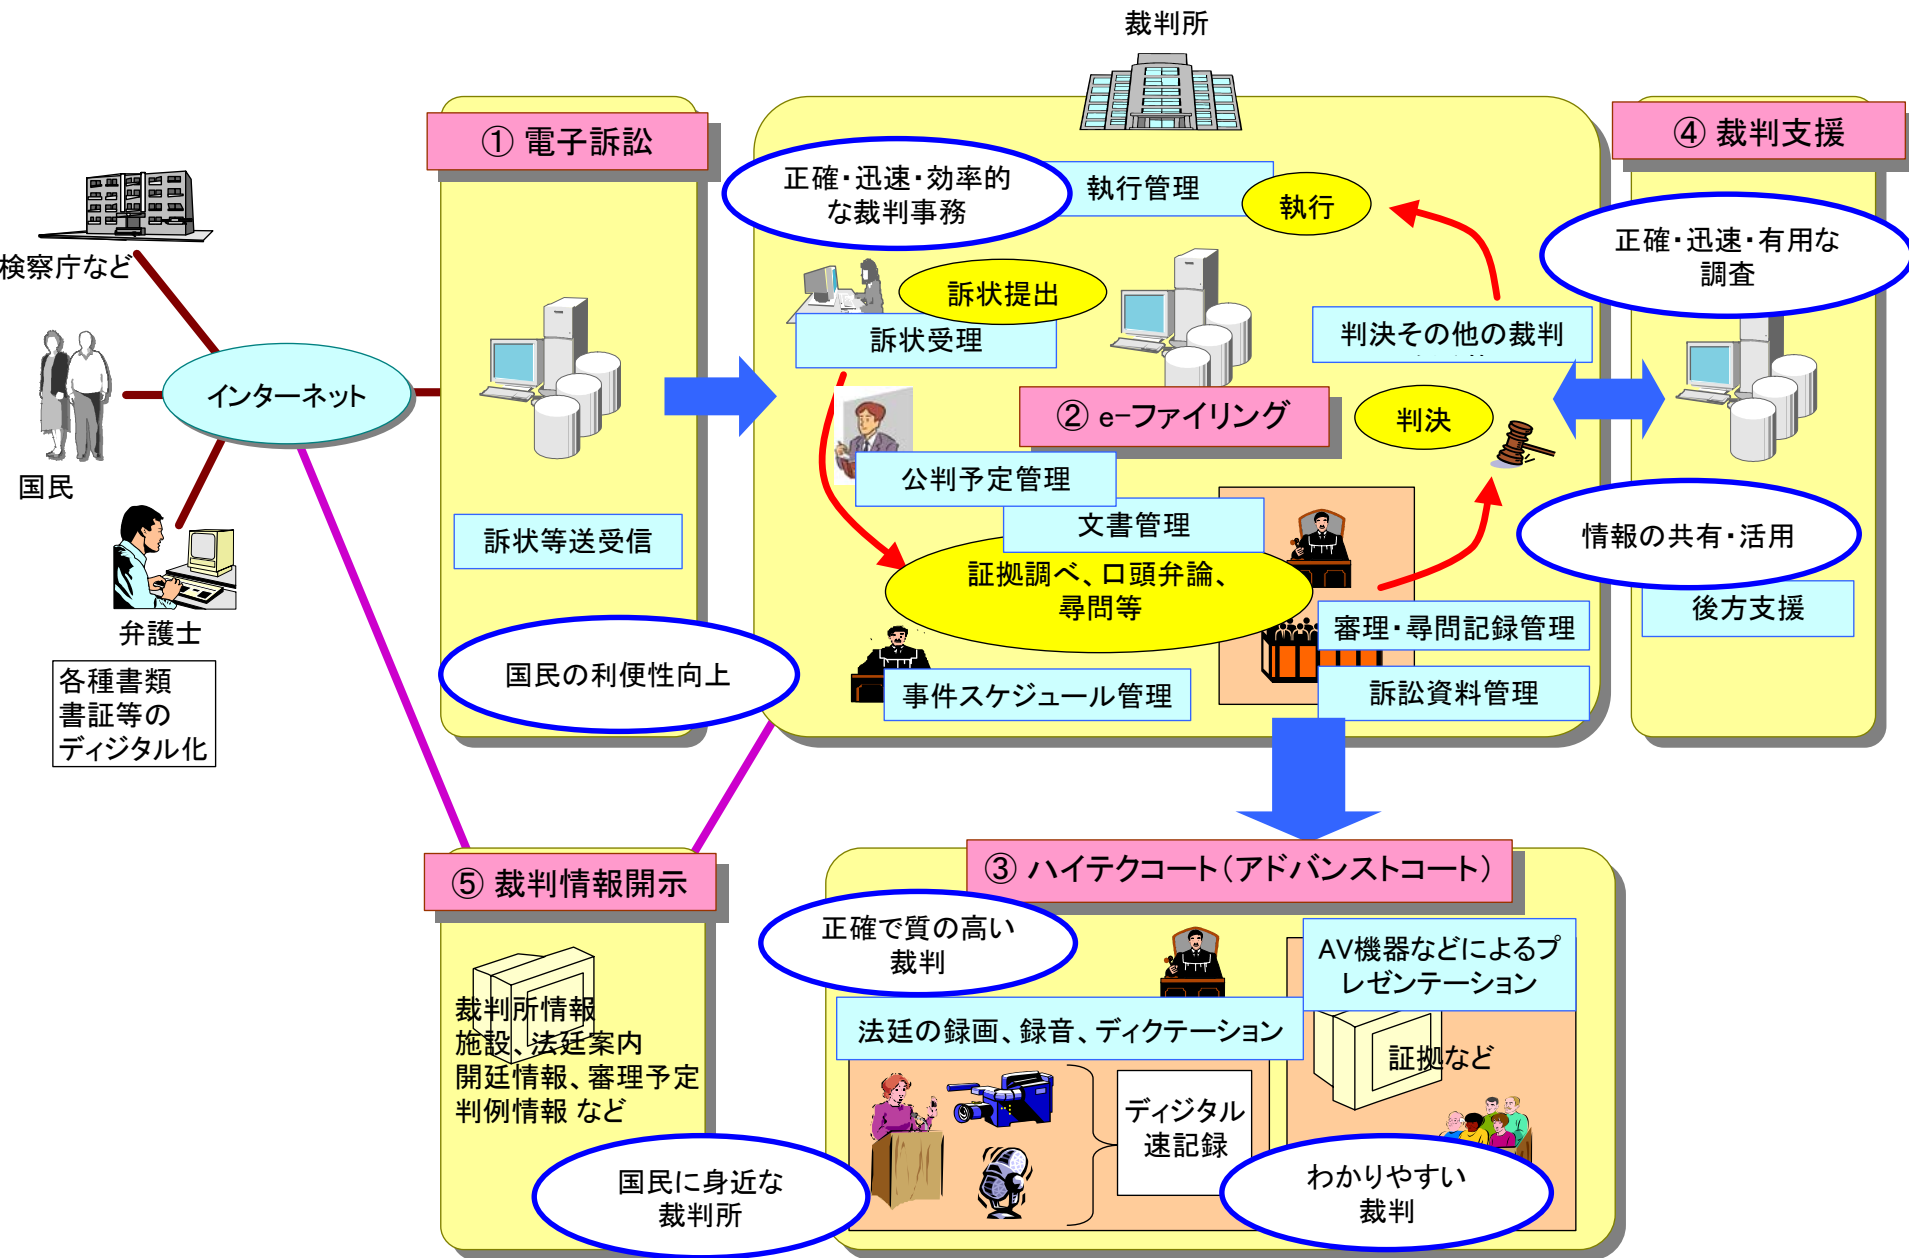 裁判所
① 電子訴訟
④ 裁判支援
正確・迅速・効率的
な裁判事務
執行管理
執行
正確・迅速・有用な
調査
検察庁など
訴状提出
訴状受理
判決その他の裁判
インターネット
② e-ファイリング
判決
国民
公判予定管理
文書管理
訴状等送受信
情報の共有・活用
証拠調べ、口頭弁論、
尋問等
後方支援
弁護士
審理・尋問記録管理
国民の利便性向上
事件スケジュール管理
訴訟資料管理
各種書類
書証等の
ディジタル化
⑤ 裁判情報開示
③ ハイテクコート（アドバンストコート）
正確で質の高い
裁判
AV機器などによるプ
レゼンテーション
裁判所情報
施設、法廷案内
開廷情報、審理予定
判例情報 など
法廷の録画、録音、ディクテーション
証拠など
ディジタル
速記録
国民に身近な
裁判所
わかりやすい
裁判